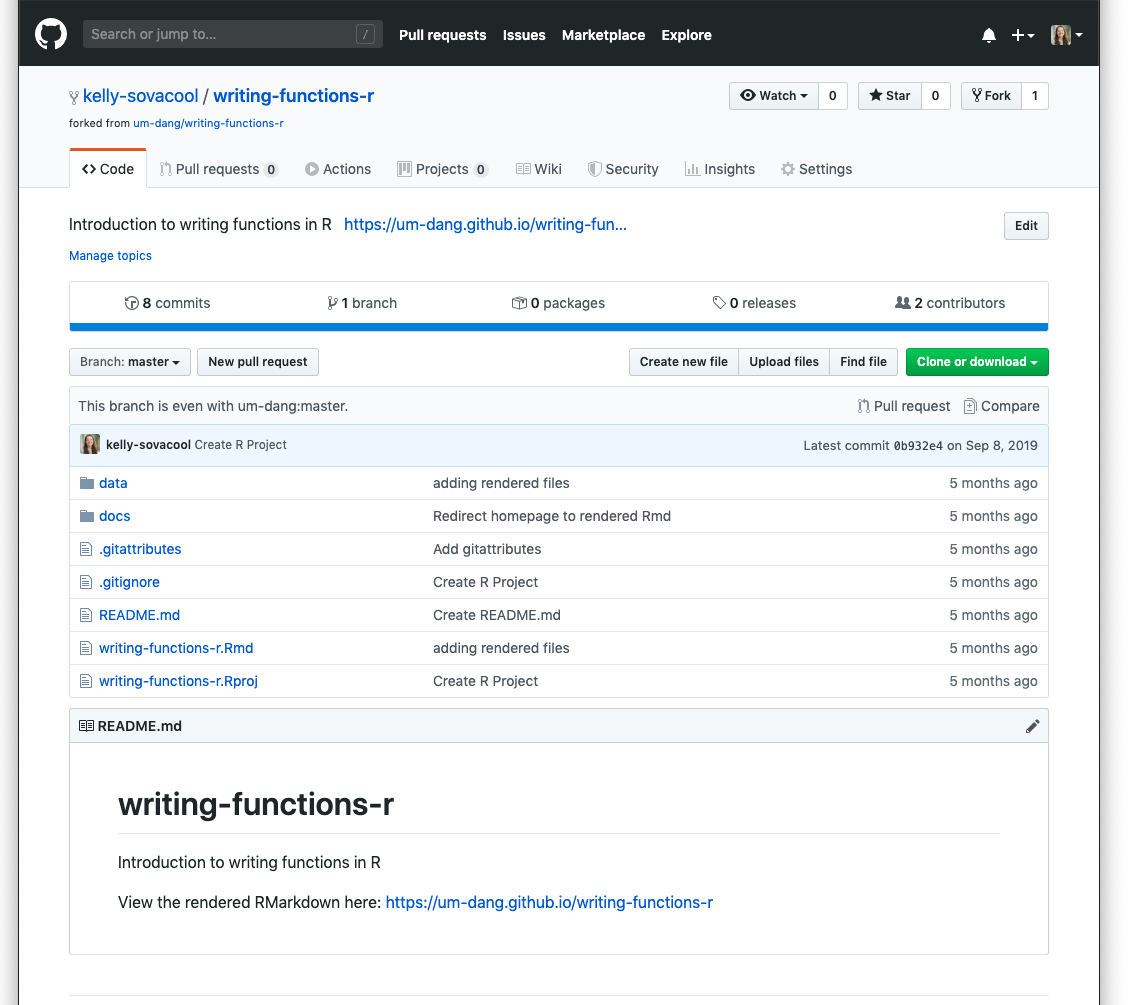 Search or jump to... / Pull requests Issues Marketplace Explore
kelly-sovacool / writing-functions-r Watch 0 Star 0 Fork 1
forked from um-dang/writing-functions-r
Code Pull requests 0 Actions Projects 0 Wiki Security Insights Settings
Introduction to writing functions in R https://um-dang.github.io/writing-fun... Edit
Manage topics
8 commits 1 branch 0 packages 0 releases 2 contributors
Branch: master New pull request Create new file Upload files Find file Clone or download
This branch is even with um-dang:master. Pull request Compare
kelly-sovacool Create R Project Latest commit 0b932e4 on Sep 8, 2019
data adding rendered files 5 months ago
docs Redirect homepage to rendered Rmd 5 months ago
.gitattributes Add gitattributes 5 months ago
.gitignore Create R Project 5 months ago
README.md Create README.md 5 months ago
writing-functions-r.Rmd adding rendered files 5 months ago
writing-functions-r.Rproj Create R Project 5 months ago
README.md
writing-functions-r
Introduction to writing functions in R
View the rendered RMarkdown here: https://um-dang.github.io/writing-functions-r